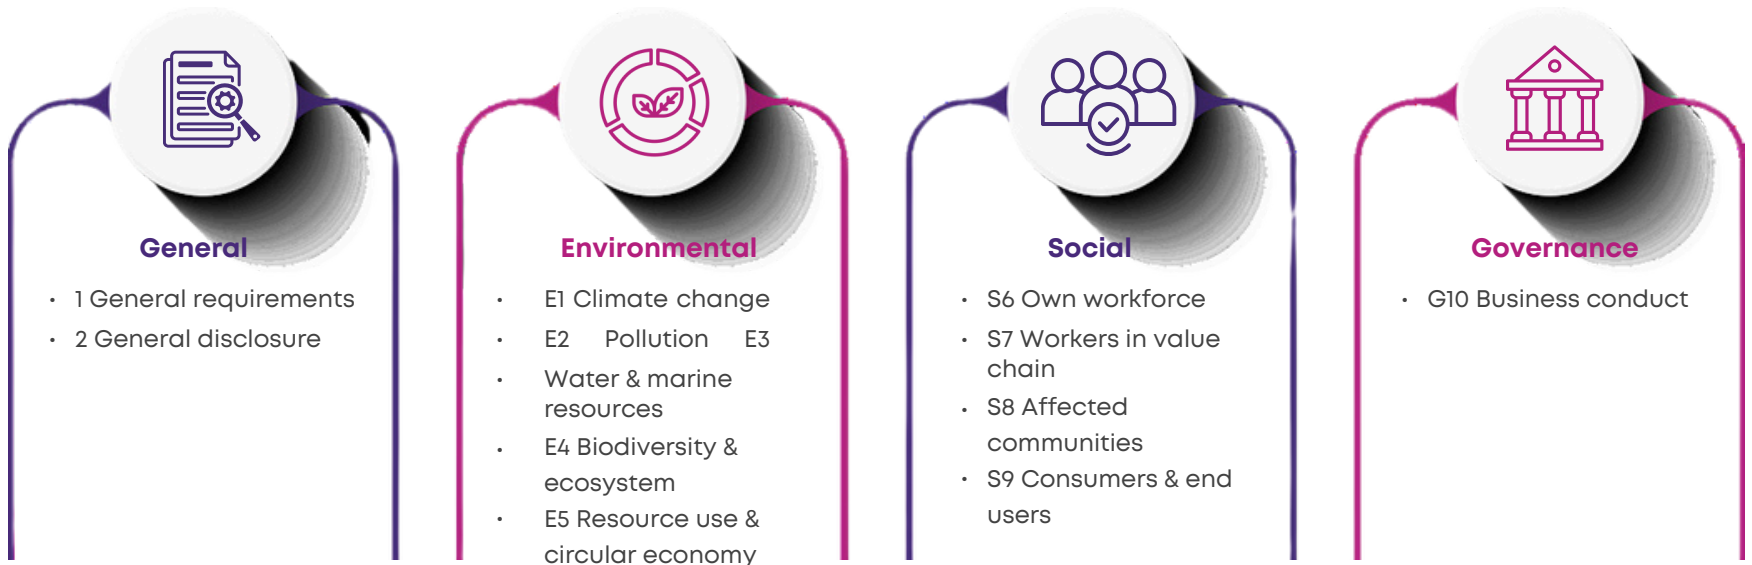 General
• 1 General requirements
• 2 General disclosure
Environmental
• E1 Climate change
• E2 Pollution E3
• Water & marine
resources
• E4 Biodiversity &
ecosystem
• E5 Resource use &
circular economy
Social
• S6 Own workforce
• S7 Workers in value
chain
• S8 Affected
communities
• S9 Consumers & end
users
Governance
• G10 Business conduct